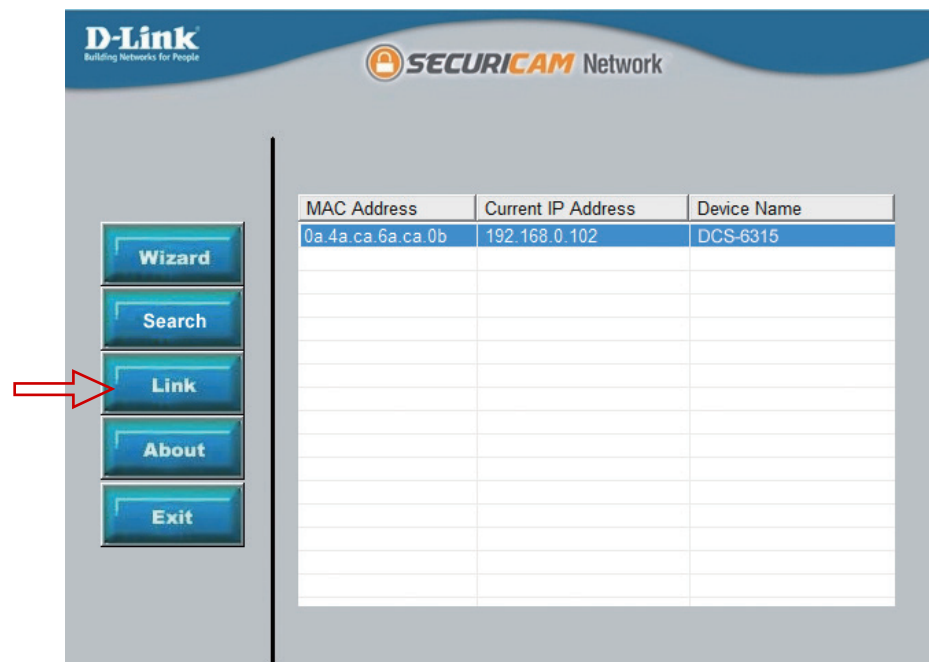 D-Link
Building Networks for People
SECURICAM Network
MAC Address Current IP Address Device Name
0a.4a.ca.6a.ca.0b 192.168.0.102 DCS-6315
Wizard
Search
Link
About
Exit